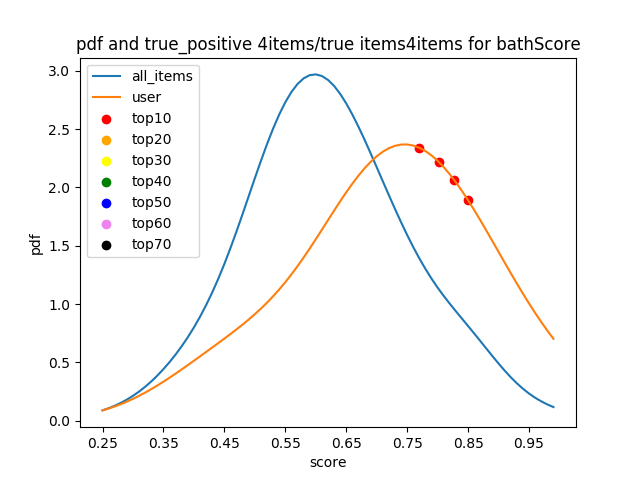 pdf and true_positive 4items/true items4items for bathScore
3.0
2.5
2.0
1.5
1.0
0.5
0.0
pdf
all_items
user
top10
top20
top30
top40
top50
top60
top70
0.25 0.35 0.45 0.55 0.65 0.75 0.85 0.95
score